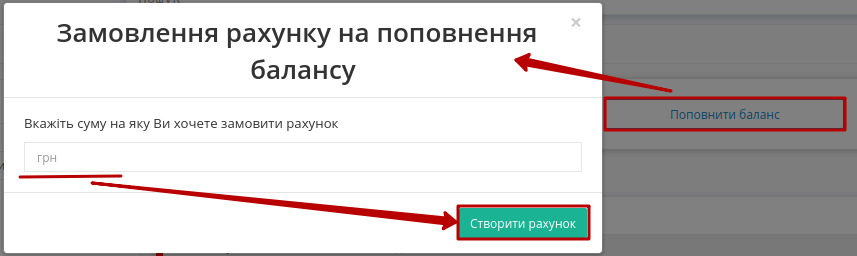 Замовлення рахунку на поповнення
балансу
×
Вкажіть суму на яку Ви хочете замовити рахунок
грн
Створити рахунок
Поповнити баланс